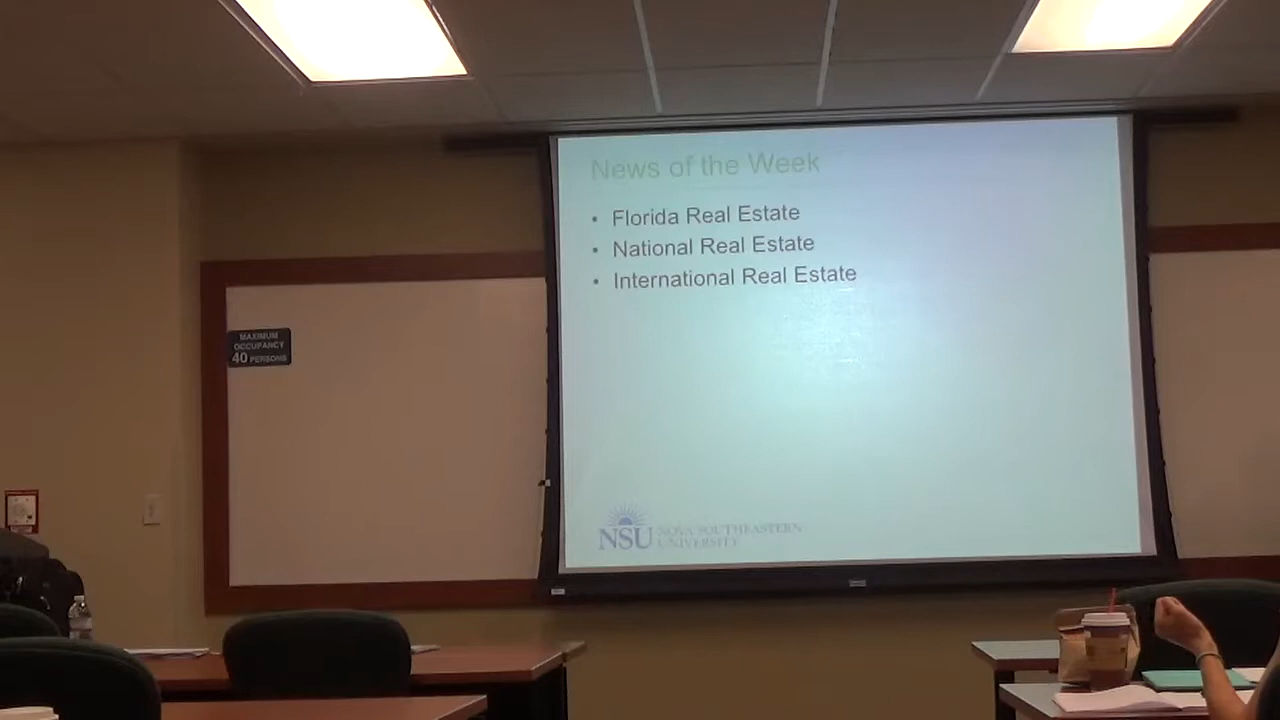 News of the Week
• Florida Real Estate
• National Real Estate
• International Real Estate
MAXIMUM
OCCUPANCY
40 PERSONS
NSU
NOVA SOUTHEASTERN
UNIVERSITY